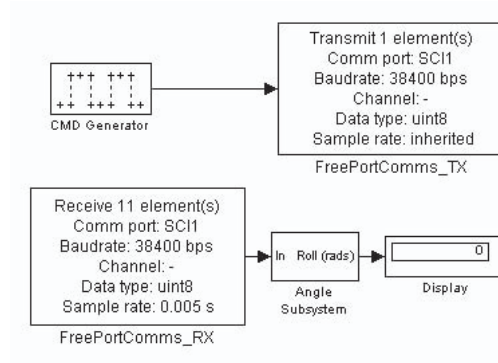 Transmit 1 element(s)
Comm port: SCI1
Baudrate: 38400 bps
Channel: -
Data type: uint8
Sample rate: inherited
FreePortComms_TX
CMD Generator
Receive 11 element(s)
Comm port: SCI1
Baudrate: 38400 bps
Channel: -
Data type: uint8
Sample rate: 0.005 s
FreePortComms_RX
In Roll (rads)
Angle
Subsystem
0
Display